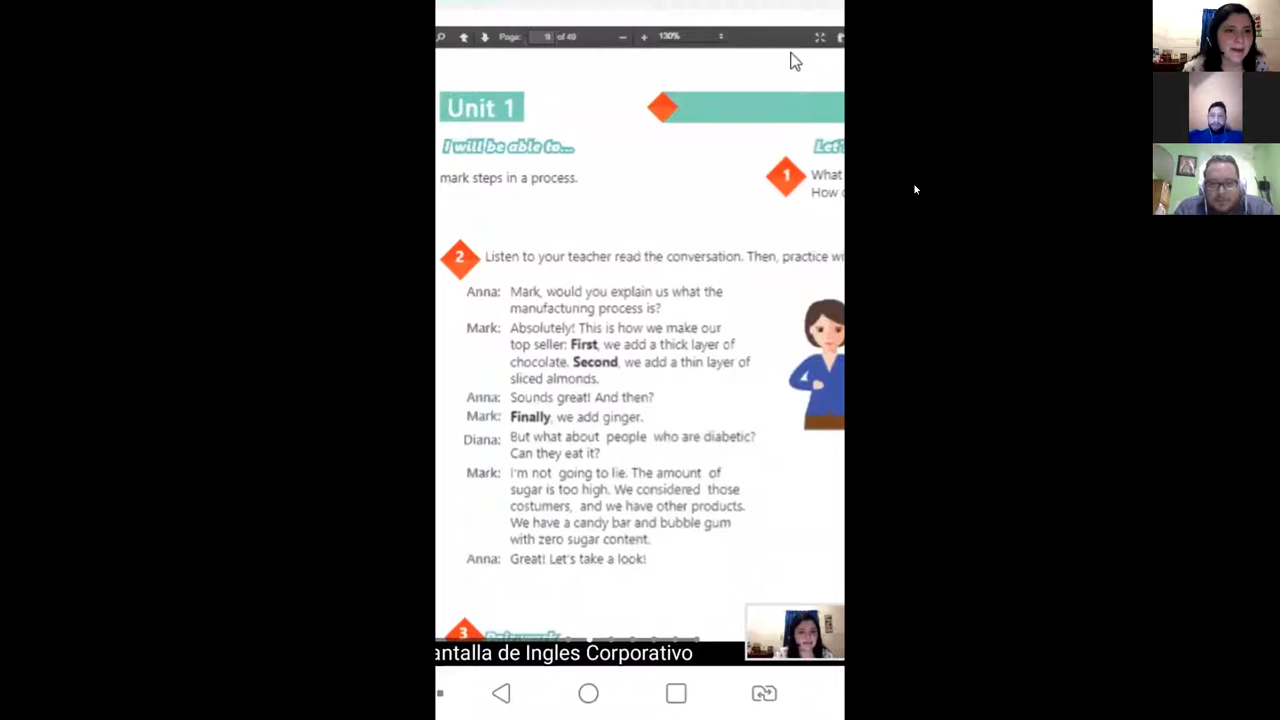 Page: 9 of 49 130%
Unit 1
I will be able to...
Let'
mark steps in a process.
1
What
How
2
Listen to your teacher read the conversation. Then, practice wi
Anna: Mark, would you explain us what the
manufacturing process is?
Mark: Absolutely! This is how we make our
top seller: First, we add a thick layer of
chocolate. Second, we add a thin layer of
sliced almonds.
Anna: Sounds great! And then?
Mark: Finally, we add ginger.
Diana: But what about people who are diabetic?
Can they eat it?
Mark: I'm not going to lie. The amount of
sugar is too high. We considered those
costumers, and we have other products.
We have a candy bar and bubble gum
with zero sugar content.
Anna: Great! Let's take a look!
3
antalla de Ingles Corporativo